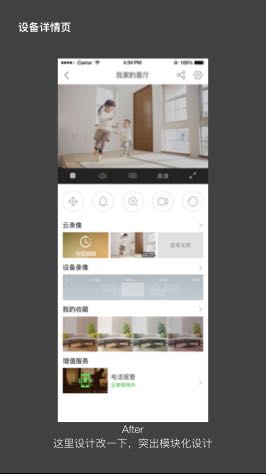 设备详情页
Carrier 4:34 PM 100%
我家的客厅
高清
云录像
今日回顾
查看全部
设备录像
我的收藏
增值服务
电话报警
After
这里设计改一下，突出模块化设计